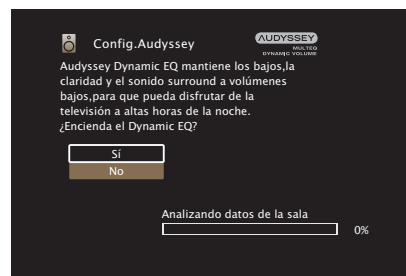 Config.Audyssey
AUDYSSEY
MULTEQ
DYNAMIC VOLUME
Audyssey Dynamic EQ mantiene los bajos,la
claridad y el sonido surround a volúmenes
bajos,para que pueda disfrutar de la
televisión a altas horas de la noche.
¿Encienda el Dynamic EQ?
Sí
No
Analizando datos de la sala
0%